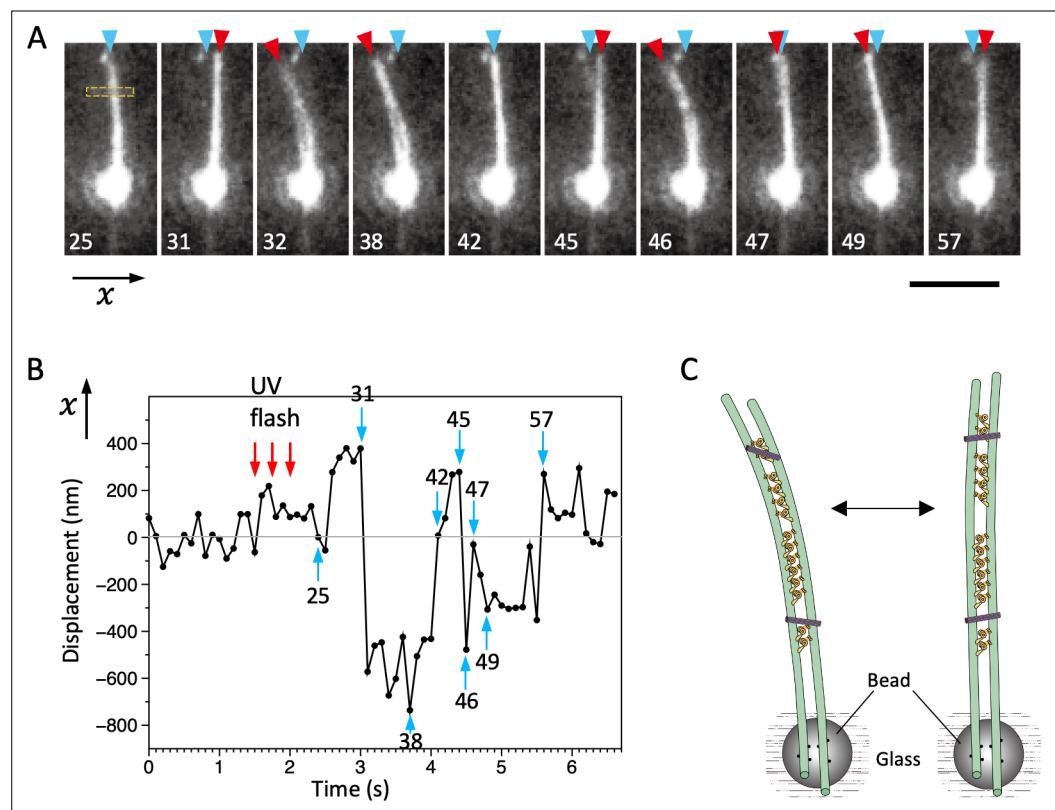 A
25 31 32 38 42 45 46 47 49 57
x
B
x
UV
flash
31
45
57
42
47
25
49
46
38
400
200
0
−200
−400
−600
−800
Displacement (nm)
0 1 2 3 4 5 6
Time (s)
C
Bead
Glass